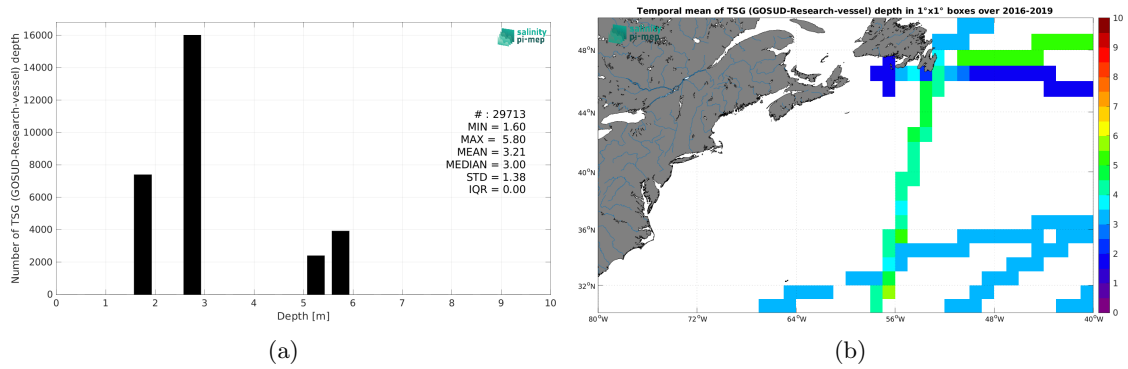 16000
14000
12000
10000
8000
6000
4000
2000
0
Number of TSG (GOSUD-Research-vessel) depth
salinity
pi-mep
# : 29713
MIN = 1.60
MAX = 5.80
MEAN = 3.21
MEDIAN = 3.00
STD = 1.38
IQR = 0.00
0 1 2 3 4 5 6 7 8 9 10
Depth [m]
(a)
Temporal mean of TSG (GOSUD-Research-vessel) depth in 1°x1° boxes over 2016-2019
salinity
pi-mep
48°N
44°N
40°N
36°N
32°N
80°W 72°W 64°W 56°W 48°W 40°W
10
9
8
7
6
5
4
3
2
1
0
(b)